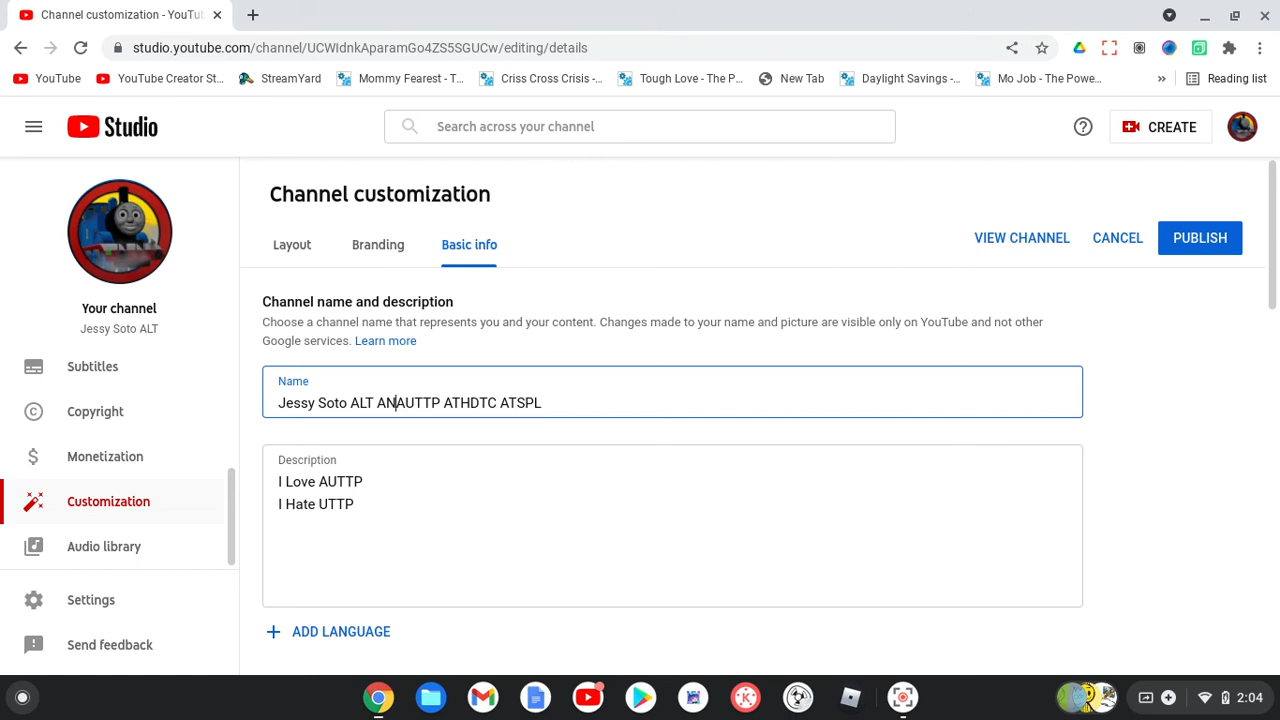 Channel customization - YouTu
studio.youtube.com/channel/UCWIdnkAparamGo4ZS5SGUCw/editing/details
YouTube
YouTube Creator St...
StreamYard
Mommy Fearest - T...
Criss Cross Crisis -...
Tough Love - The P...
New Tab
Daylight Savings -...
Mo Job - The Powe...
»
Reading list
Studio
Search across your channel
CREATE
Your channel
Jessy Soto ALT
Subtitles
Copyright
Monetization
Customization
Audio library
Settings
Send feedback
Channel customization
Layout
Branding
Basic info
VIEW CHANNEL
CANCEL
PUBLISH
Channel name and description
Choose a channel name that represents you and your content. Changes made to your name and picture are visible only on YouTube and not other
Google services. Learn more
Name
Jessy Soto ALT ANAUTTP ATHDTC ATSPL
Description
I Love AUTTP
I Hate UTTP
ADD LANGUAGE
2:04